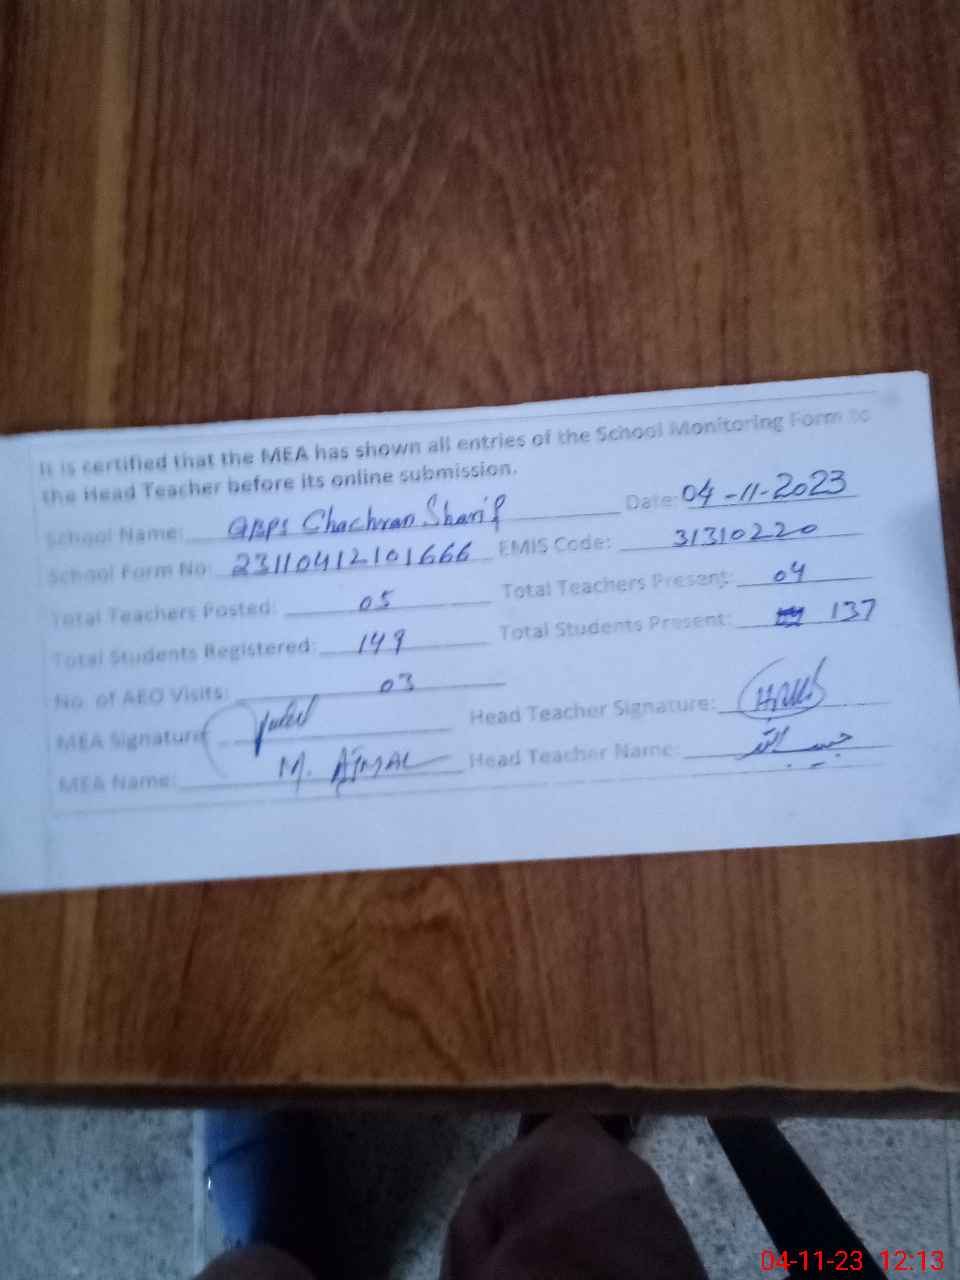 It is certified that the MEA has shown all entries of the School Monitoring Form to
the Head Teacher before its online submission.
School Name: GPPS Chachran Sharif Date: 04-11-2023
School Form No: 23110412101666 EMIS Code: 31310220
Total Teachers Posted: 05 Total Teachers Present: 04
Total Students Registered: 149 Total Students Present: 137
No. of AEO Visits: 03
MEA Signature Head Teacher Signature:
MEA Name: M. AJMAL Head Teacher Name: حبیب اللہ
04-11-23 12:13